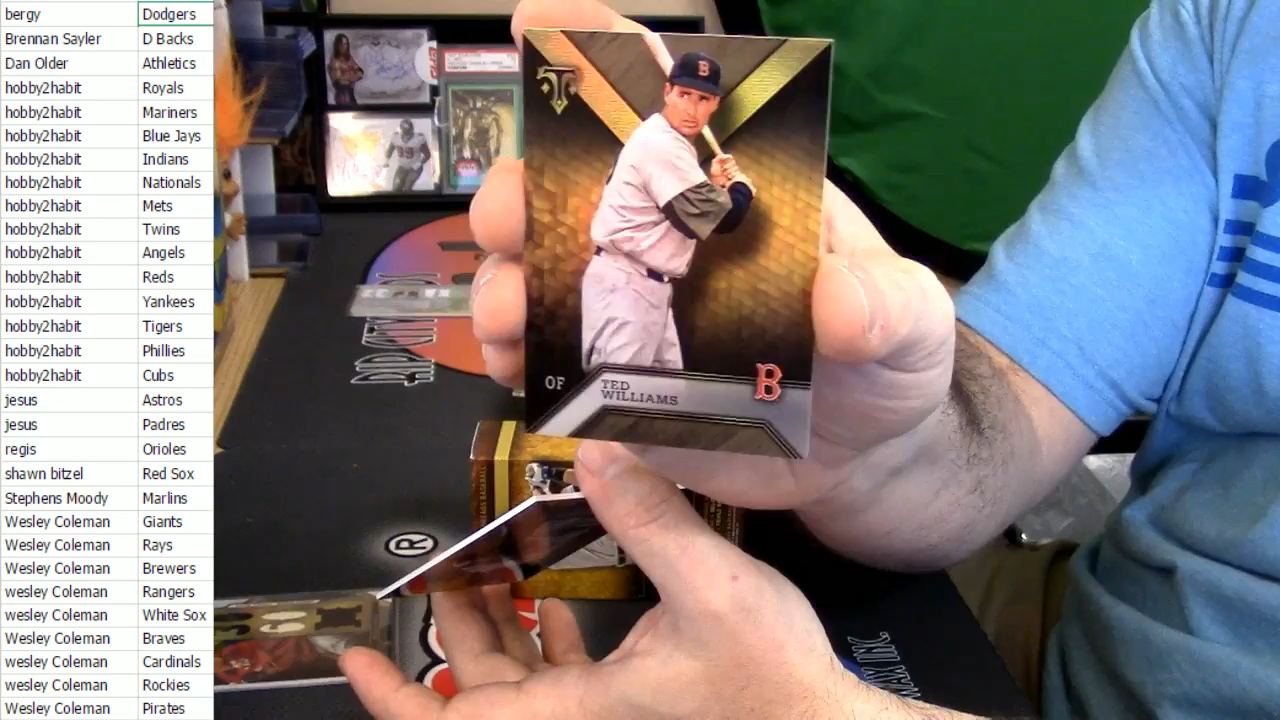 bergy Dodgers
Brennan Sayler D Backs
Dan Older Athletics
hobby2habit Royals
hobby2habit Mariners
hobby2habit Blue Jays
hobby2habit Indians
hobby2habit Nationals
hobby2habit Mets
hobby2habit Twins
hobby2habit Angels
hobby2habit Reds
hobby2habit Yankees
hobby2habit Tigers
hobby2habit Phillies
hobby2habit Cubs
jesus Astros
jesus Padres
regis Orioles
shawn bitzel Red Sox
Stephens Moody Marlins
Wesley Coleman Giants
Wesley Coleman Rays
Wesley Coleman Brewers
wesley Coleman Rangers
wesley Coleman White Sox
Wesley Coleman Braves
wesley Coleman Cardinals
wesley Coleman Rockies
Wesley Coleman Pirates
T
B
OF
TED
WILLIAMS
B
RIP CITY
®
WAX INC